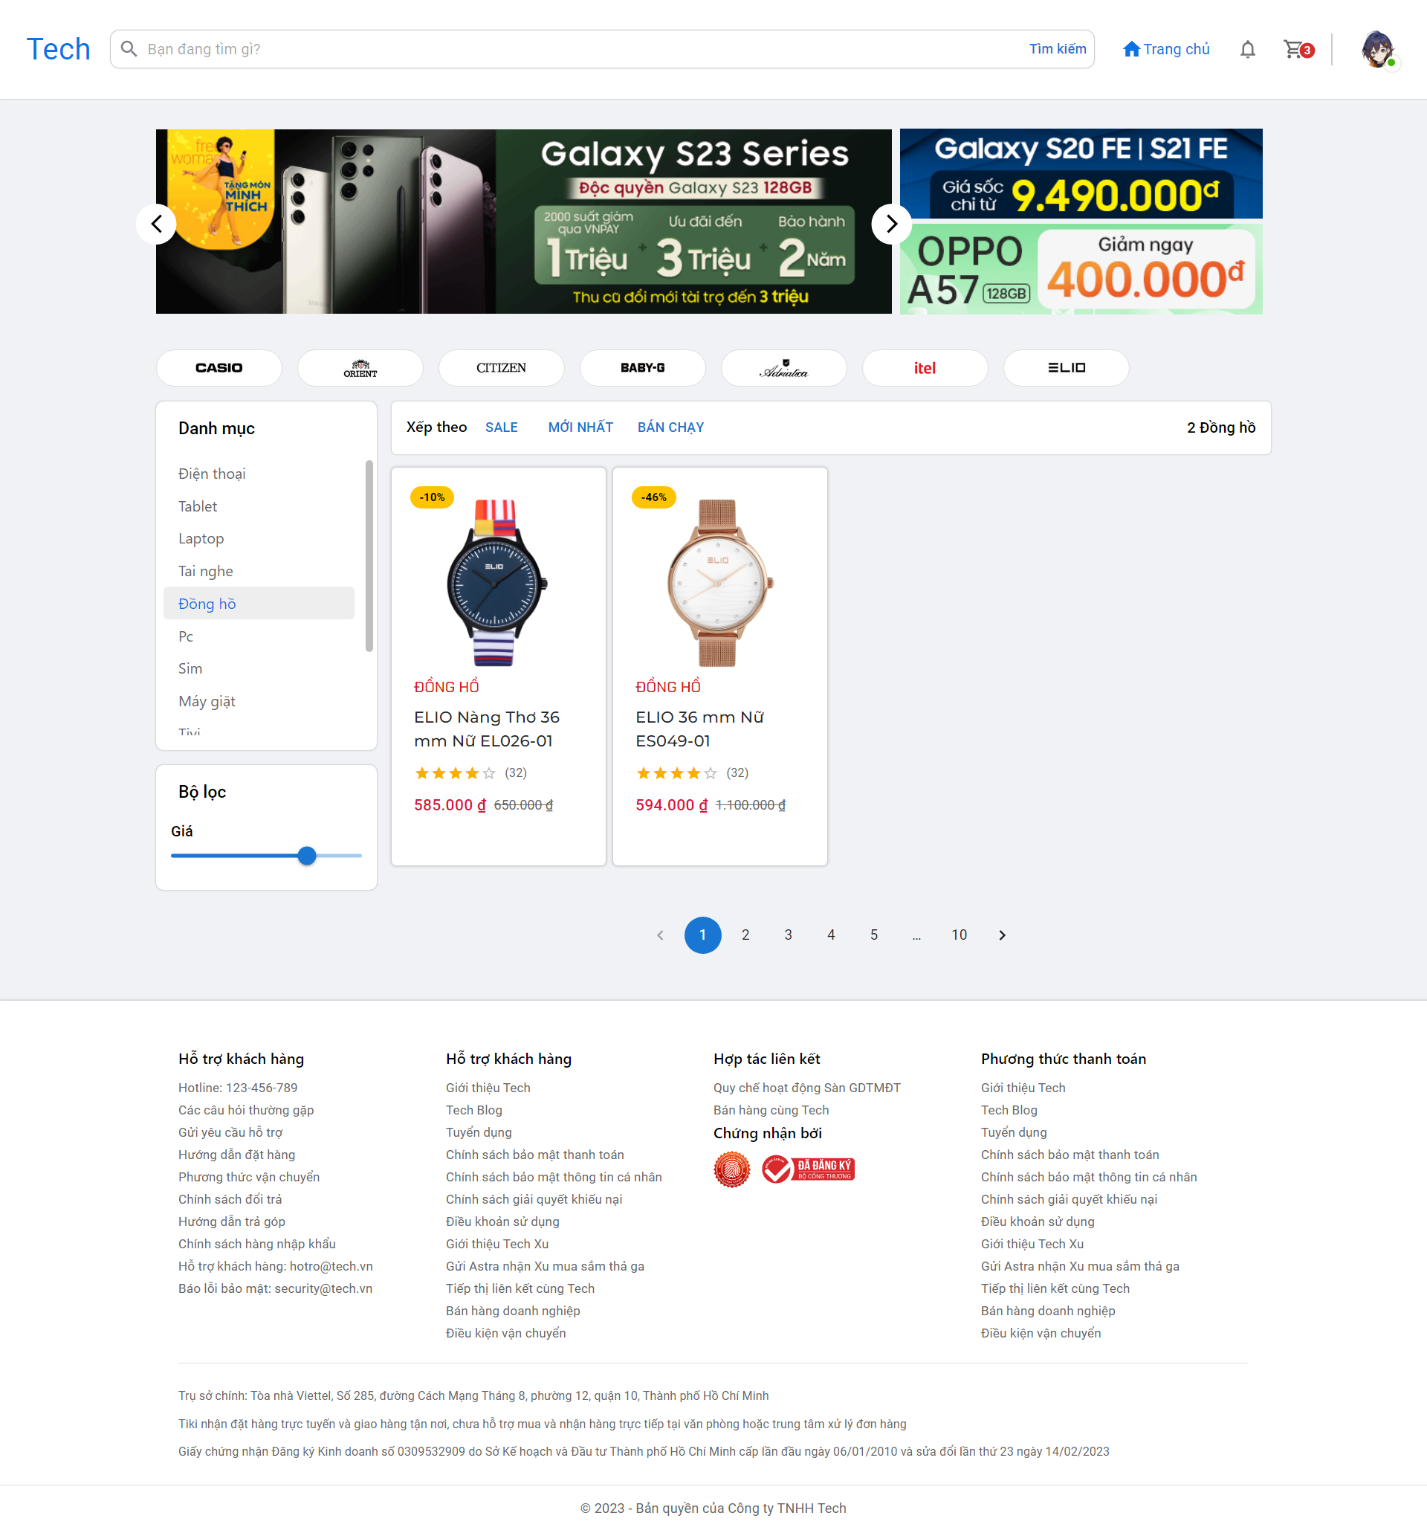 Tech
Bạn đang tìm gì?
Tìm kiếm
Trang chủ
3
free
woman
TẶNG MÓN
MÌNH
THÍCH
Galaxy S23 Series
Độc quyền Galaxy S23 128GB
2000 suất giảm
qua VNPAY
1 Triệu
+
Ưu đãi đến
3 Triệu
+
Bảo hành
2 Năm
Thu cũ đổi mới tài trợ đến 3 triệu
Galaxy S20 FE | S21 FE
Giá sốc
chỉ từ
9.490.000đ
OPPO
A57 128GB
Giảm ngay
400.000đ
CASIO
ORIENT
CITIZEN
BABY-G
Adriatica
itel
ELIO
Danh mục
Điện thoại
Tablet
Laptop
Tai nghe
Đồng hồ
Pc
Sim
Máy giặt
Tivi
Bộ lọc
Giá
Xếp theo
SALE
MỚI NHẤT
BÁN CHẠY
2 Đồng hồ
-10%
ELIO
ĐỒNG HỒ
ELIO Nàng Thơ 36
mm Nữ EL026-01
(32)
585.000 ₫ 650.000 ₫
-46%
ELIO
ĐỒNG HỒ
ELIO 36 mm Nữ
ES049-01
(32)
594.000 ₫ 1.100.000 ₫
1 2 3 4 5 ... 10
Hỗ trợ khách hàng
Hotline: 123-456-789
Các câu hỏi thường gặp
Gửi yêu cầu hỗ trợ
Hướng dẫn đặt hàng
Phương thức vận chuyển
Chính sách đổi trả
Hướng dẫn trả góp
Chính sách hàng nhập khẩu
Hỗ trợ khách hàng: hotro@tech.vn
Báo lỗi bảo mật: security@tech.vn
Hỗ trợ khách hàng
Giới thiệu Tech
Tech Blog
Tuyển dụng
Chính sách bảo mật thanh toán
Chính sách bảo mật thông tin cá nhân
Chính sách giải quyết khiếu nại
Điều khoản sử dụng
Giới thiệu Tech Xu
Gửi Astra nhận Xu mua sắm thả ga
Tiếp thị liên kết cùng Tech
Bán hàng doanh nghiệp
Điều kiện vận chuyển
Hợp tác liên kết
Quy chế hoạt động Sàn GDTMĐT
Bán hàng cùng Tech
Chứng nhận bởi
ĐÃ ĐĂNG KÝ
BỘ CÔNG THƯƠNG
Phương thức thanh toán
Giới thiệu Tech
Tech Blog
Tuyển dụng
Chính sách bảo mật thanh toán
Chính sách bảo mật thông tin cá nhân
Chính sách giải quyết khiếu nại
Điều khoản sử dụng
Giới thiệu Tech Xu
Gửi Astra nhận Xu mua sắm thả ga
Tiếp thị liên kết cùng Tech
Bán hàng doanh nghiệp
Điều kiện vận chuyển
Trụ sở chính: Tòa nhà Viettel, Số 285, đường Cách Mạng Tháng 8, phường 12, quận 10, Thành phố Hồ Chí Minh
Tiki nhận đặt hàng trực tuyến và giao hàng tận nơi, chưa hỗ trợ mua và nhận hàng trực tiếp tại văn phòng hoặc trung tâm xử lý đơn hàng
Giấy chứng nhận Đăng ký Kinh doanh số 0309532909 do Sở Kế hoạch và Đầu tư Thành phố Hồ Chí Minh cấp lần đầu ngày 06/01/2010 và sửa đổi lần thứ 23 ngày 14/02/2023
© 2023 - Bản quyền của Công ty TNHH Tech